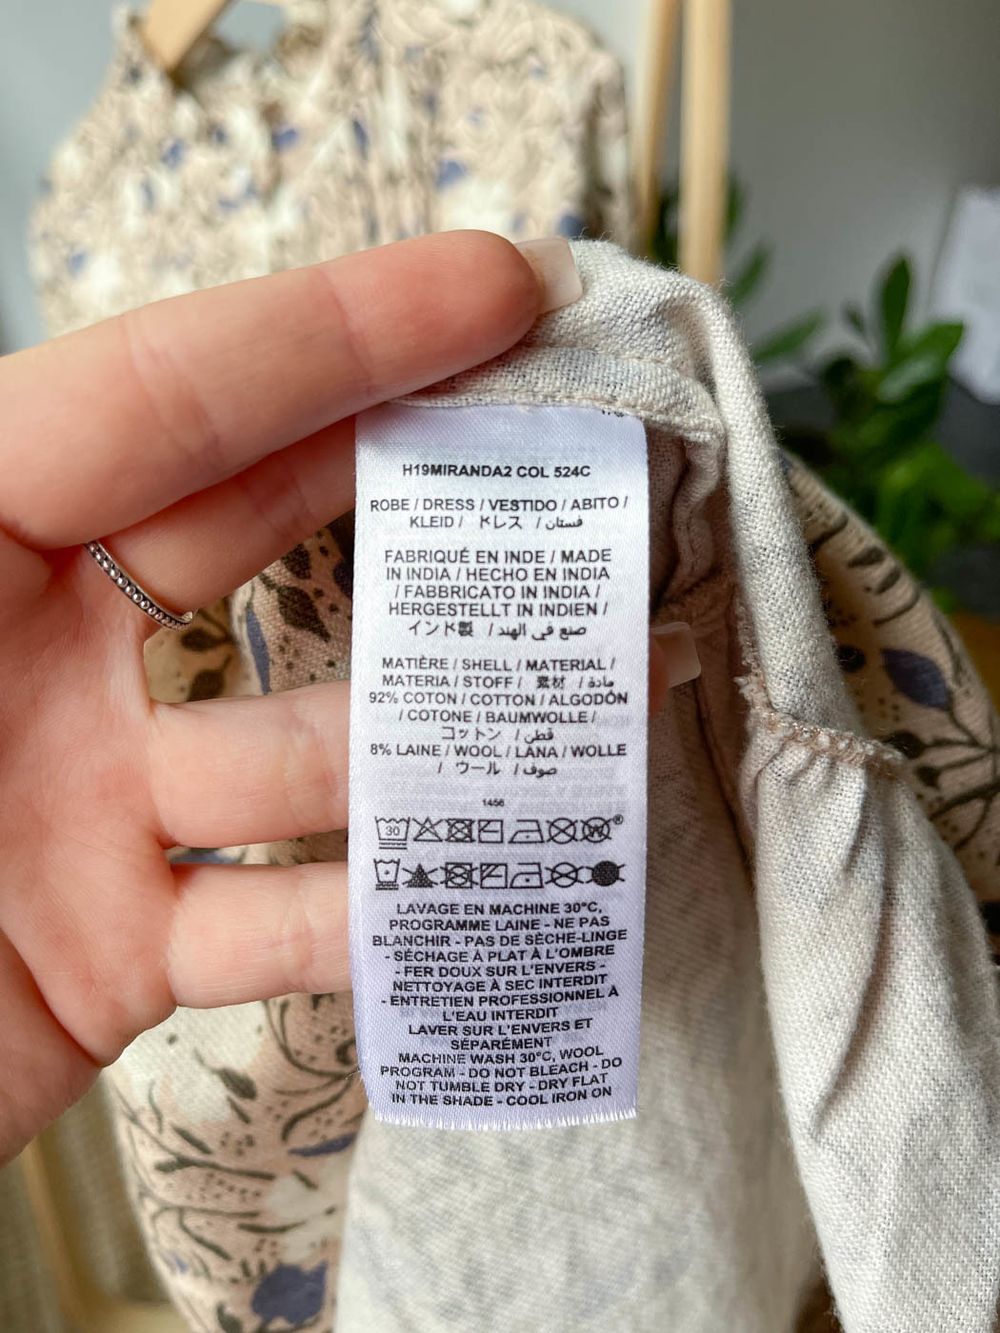 H19MIRANDA2 COL 524C
ROBE / DRESS / VESTIDO / ABITO /
KLEID / ドレス / فستان
FABRIQUÉ EN INDE / MADE
IN INDIA / HECHO EN INDIA
/ FABBRICATO IN INDIA /
HERGESTELLT IN INDIEN /
インド製 / صنع في الهند
MATIÈRE / SHELL / MATERIAL /
MATERIA / STOFF / 素材 / مادة
92% COTON / COTTON / ALGODÓN
/ COTONE / BAUMWOLLE /
コットン / قطن
8% LAINE / WOOL / LANA / WOLLE
/ ウール / صوف
1456
30
LAVAGE EN MACHINE 30°C,
PROGRAMME LAINE - NE PAS
BLANCHIR - PAS DE SÈCHE-LINGE
- SÉCHAGE À PLAT À L'OMBRE
- FER DOUX SUR L'ENVERS -
NETTOYAGE À SEC INTERDIT
- ENTRETIEN PROFESSIONNEL À
L'EAU INTERDIT
LAVER SUR L'ENVERS ET
SÉPARÉMENT
MACHINE WASH 30°C, WOOL
PROGRAM - DO NOT BLEACH - DO
NOT TUMBLE DRY - DRY FLAT
IN THE SHADE - COOL IRON ON